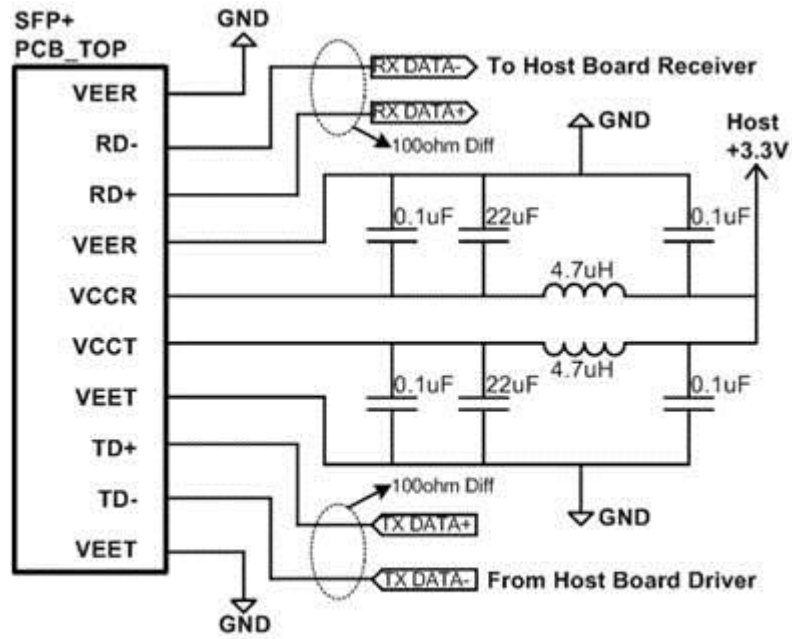 SFP+
PCB_TOP
GND
VEER
RD-
RD+
VEER
VCCR
VCCT
VEET
TD+
TD-
VEET
RX DATA-
To Host Board Receiver
RX DATA+
100ohm Diff
GND
Host
+3.3V
0.1uF
22uF
0.1uF
4.7uH
4.7uH
0.1uF
22uF
0.1uF
100ohm Diff
TX DATA+
GND
TX DATA-
From Host Board Driver
GND